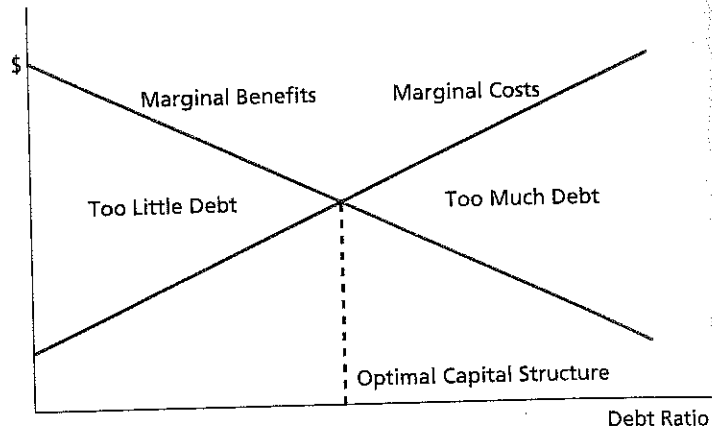 $
Marginal Benefits
Marginal Costs
Too Little Debt
Too Much Debt
Optimal Capital Structure
Debt Ratio